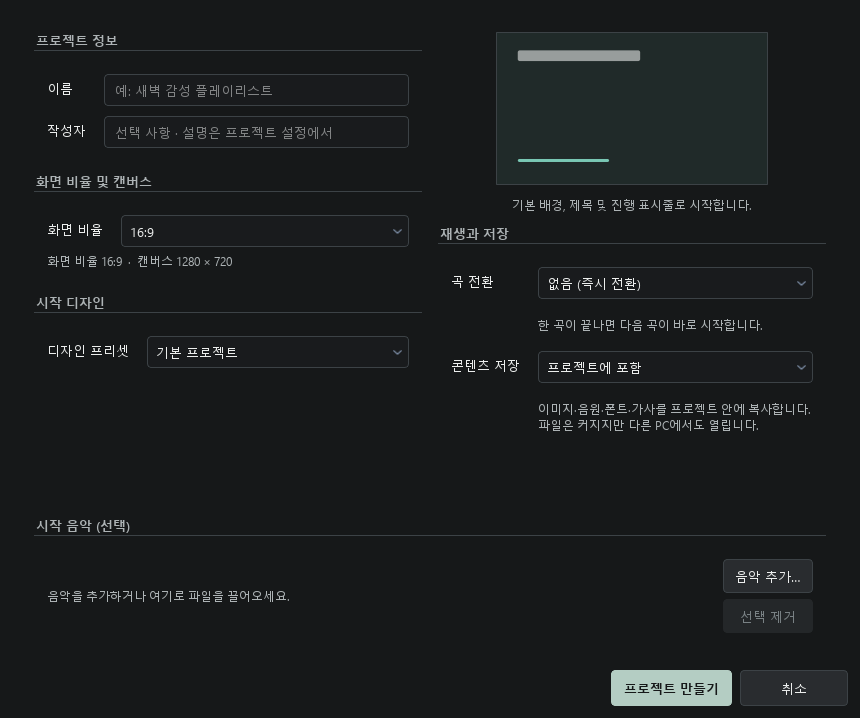 프로젝트 정보
이름
예: 새벽 감성 플레이리스트
작성자
선택 사항 · 설명은 프로젝트 설정에서
화면 비율 및 캔버스
화면 비율
16:9
화면 비율 16:9 · 캔버스 1280 × 720
시작 디자인
디자인 프리셋
기본 프로젝트
기본 배경, 제목 및 진행 표시줄로 시작합니다.
재생과 저장
곡 전환
없음 (즉시 전환)
한 곡이 끝나면 다음 곡이 바로 시작합니다.
콘텐츠 저장
프로젝트에 포함
이미지·음원·폰트·가사를 프로젝트 안에 복사합니다.
파일은 커지지만 다른 PC에서도 열립니다.
시작 음악 (선택)
음악을 추가하거나 여기로 파일을 끌어오세요.
음악 추가...
선택 제거
프로젝트 만들기
취소